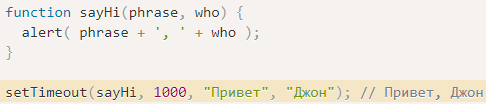 function sayHi(phrase, who) {
  alert( phrase + ', ' + who );
}
setTimeout(sayHi, 1000, "Привет", "Джон"); // Привет, Джон